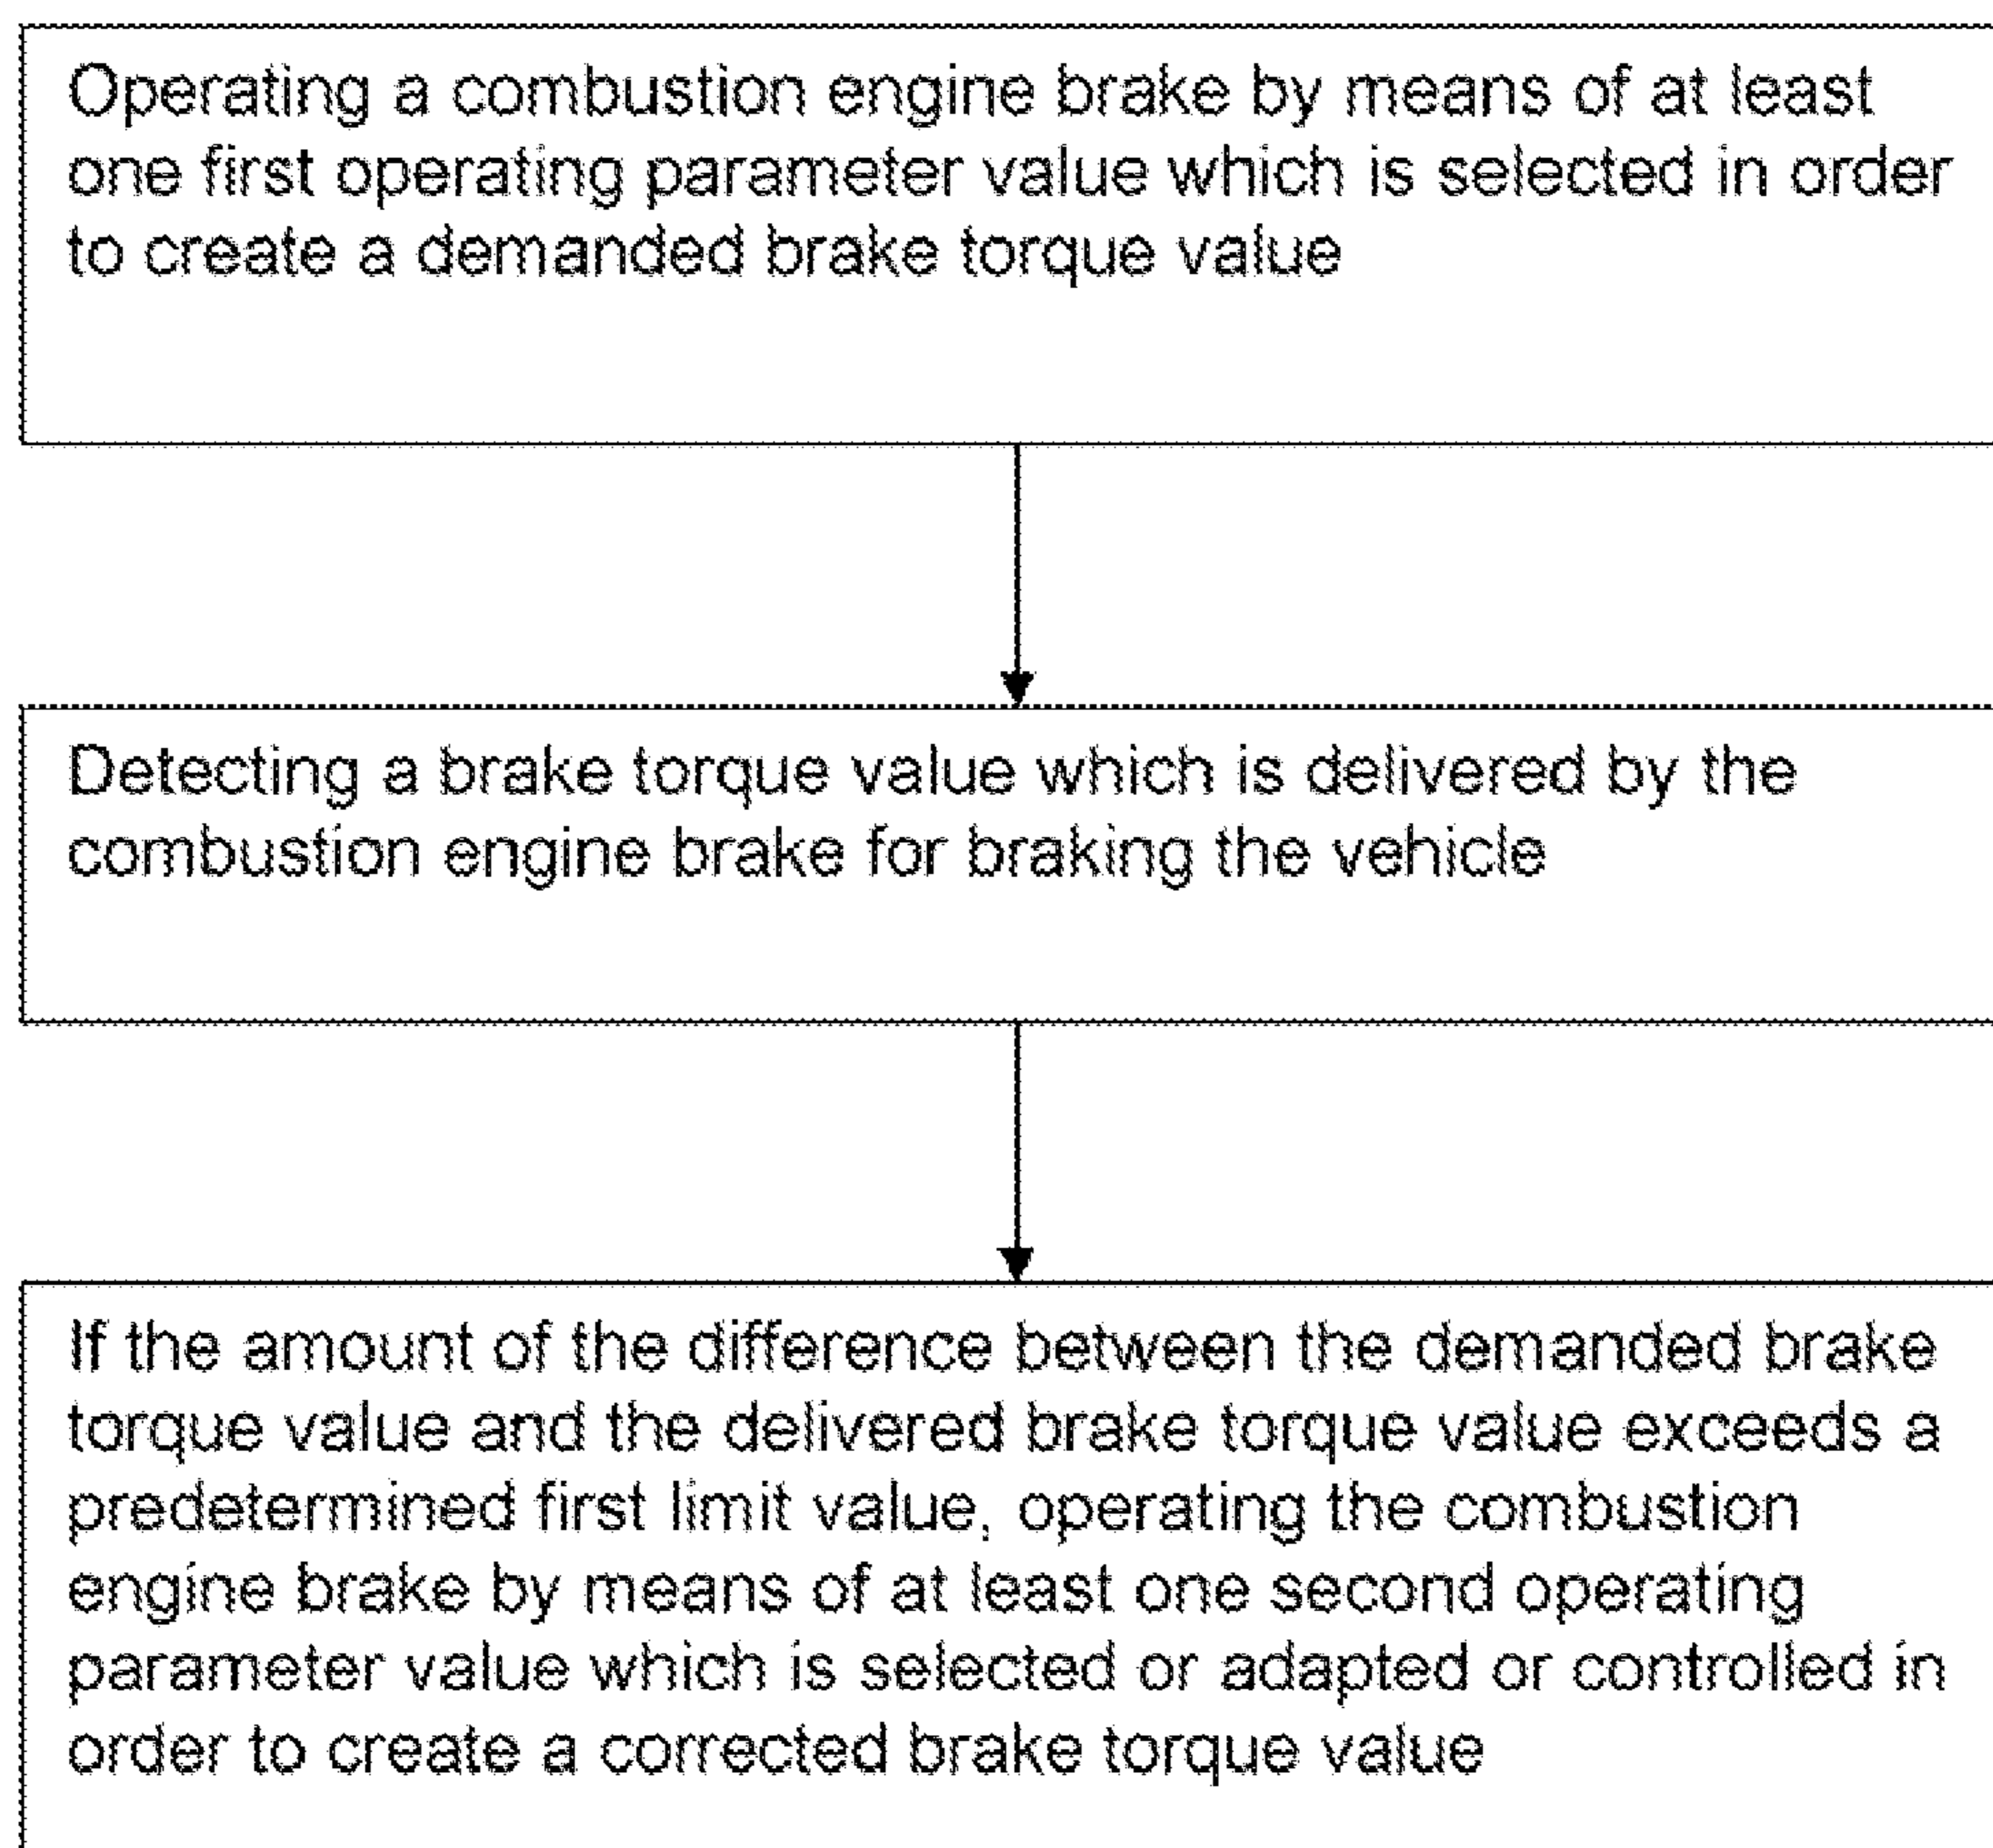 Operating a combustion engine brake by means of at least
one first operating parameter value which is selected in order
to create a demanded brake torque value
Detecting a brake torque value which is delivered by the
combustion engine brake for braking the vehicle
If the amount of the difference between the demanded brake
torque value and the delivered brake torque value exceeds a
predetermined first limit value, operating the combustion
engine brake by means of at least one second operating
parameter value which is selected or adapted or controlled in
order to create a corrected brake torque value